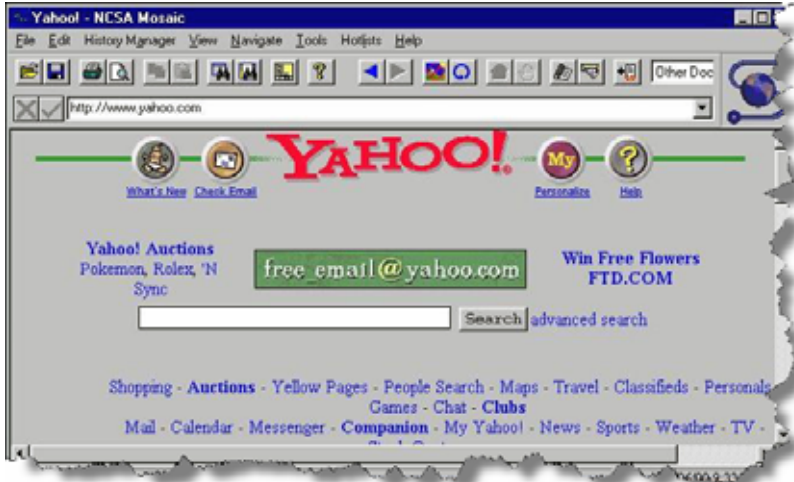 Yahoo! - NCSA Mosaic
File Edit History Manager View Navigate Tools Hotlists Help
Other Doc
http://www.yahoo.com
YAHOO!
My
What's New Check Email Personalize Help
Yahoo! Auctions
Pokemon, Rolex, 'N
Sync
free_email@yahoo.com
Win Free Flowers
FTD.COM
Search advanced search
Shopping - Auctions - Yellow Pages - People Search - Maps - Travel - Classifieds - Personals
Games - Chat - Clubs
Mail - Calendar - Messenger - Companion - My Yahoo! - News - Sports - Weather - TV -